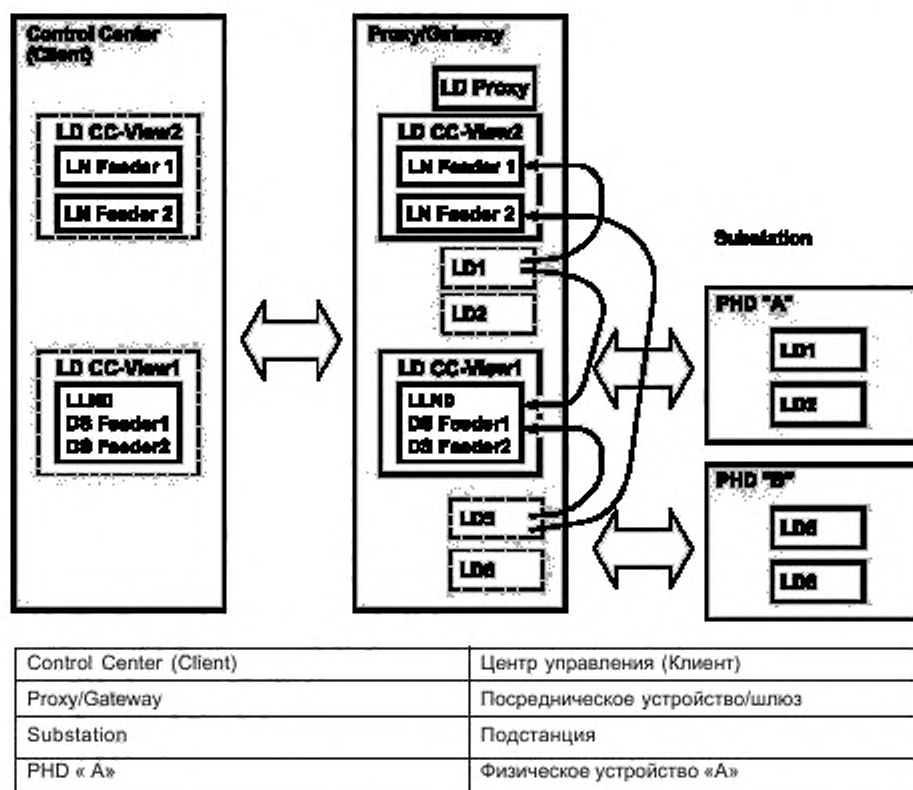 Control Center
(Client)
LD CC-View2
LN Feeder 1
LN Feeder 2
LD CC-View1
LLN0
DS Feeder1
DS Feeder2
Proxy/Gateway
LD Proxy
LD CC-View2
LN Feeder 1
LN Feeder 2
LD1
LD2
LD CC-View1
LLN0
DS Feeder1
DS Feeder2
LD6
Substation
PHD "A"
LD1
LD2
PHD "B"
LD6
Control Center (Client) Центр управления (Клиент)
Proxy/Gateway Посредническое устройство/шлюз
Substation Подстанция
PHD « A» Физическое устройство «А»